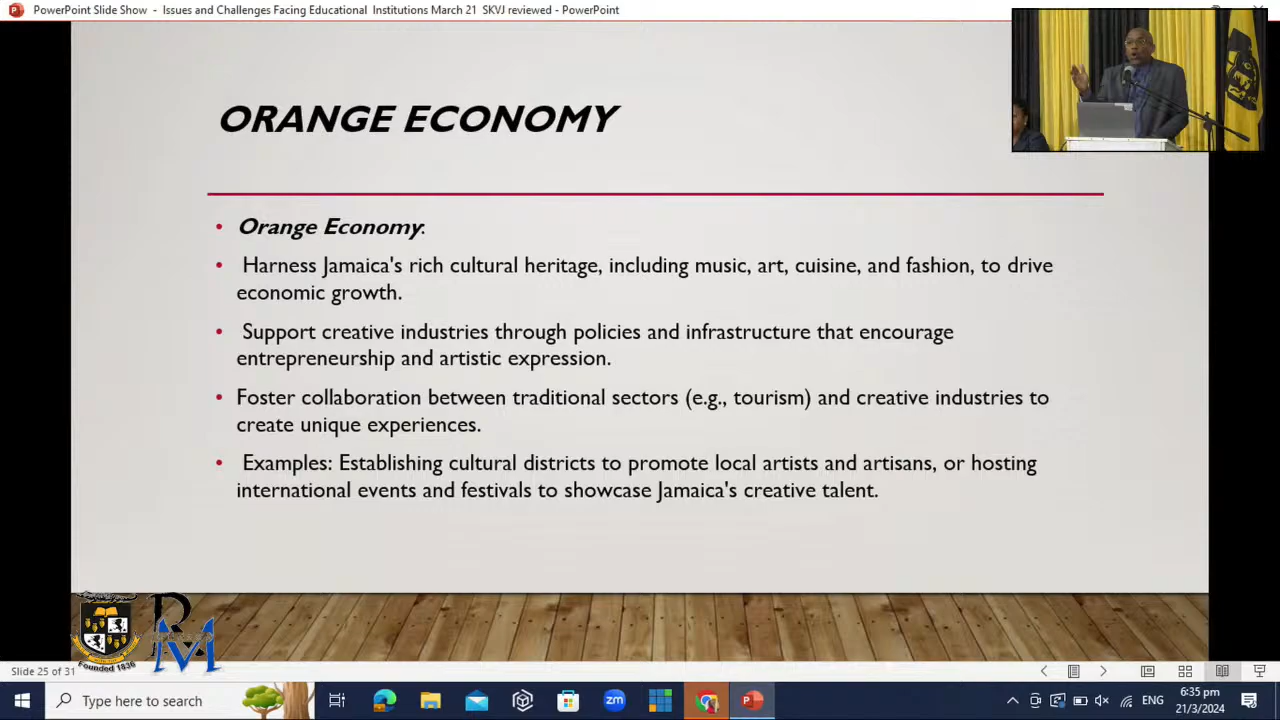 PowerPoint Slide Show - Issues and Challenges Facing Educational Institutions March 21 SKVJ reviewed - PowerPoint
ORANGE ECONOMY
• Orange Economy:
• Harness Jamaica's rich cultural heritage, including music, art, cuisine, and fashion, to drive
economic growth.
• Support creative industries through policies and infrastructure that encourage
entrepreneurship and artistic expression.
• Foster collaboration between traditional sectors (e.g., tourism) and creative industries to
create unique experiences.
• Examples: Establishing cultural districts to promote local artists and artisans, or hosting
international events and festivals to showcase Jamaica's creative talent.
Founded 1836
RM
Slide 25 of 31
Type here to search
zm
ENG
6:35 pm
21/3/2024